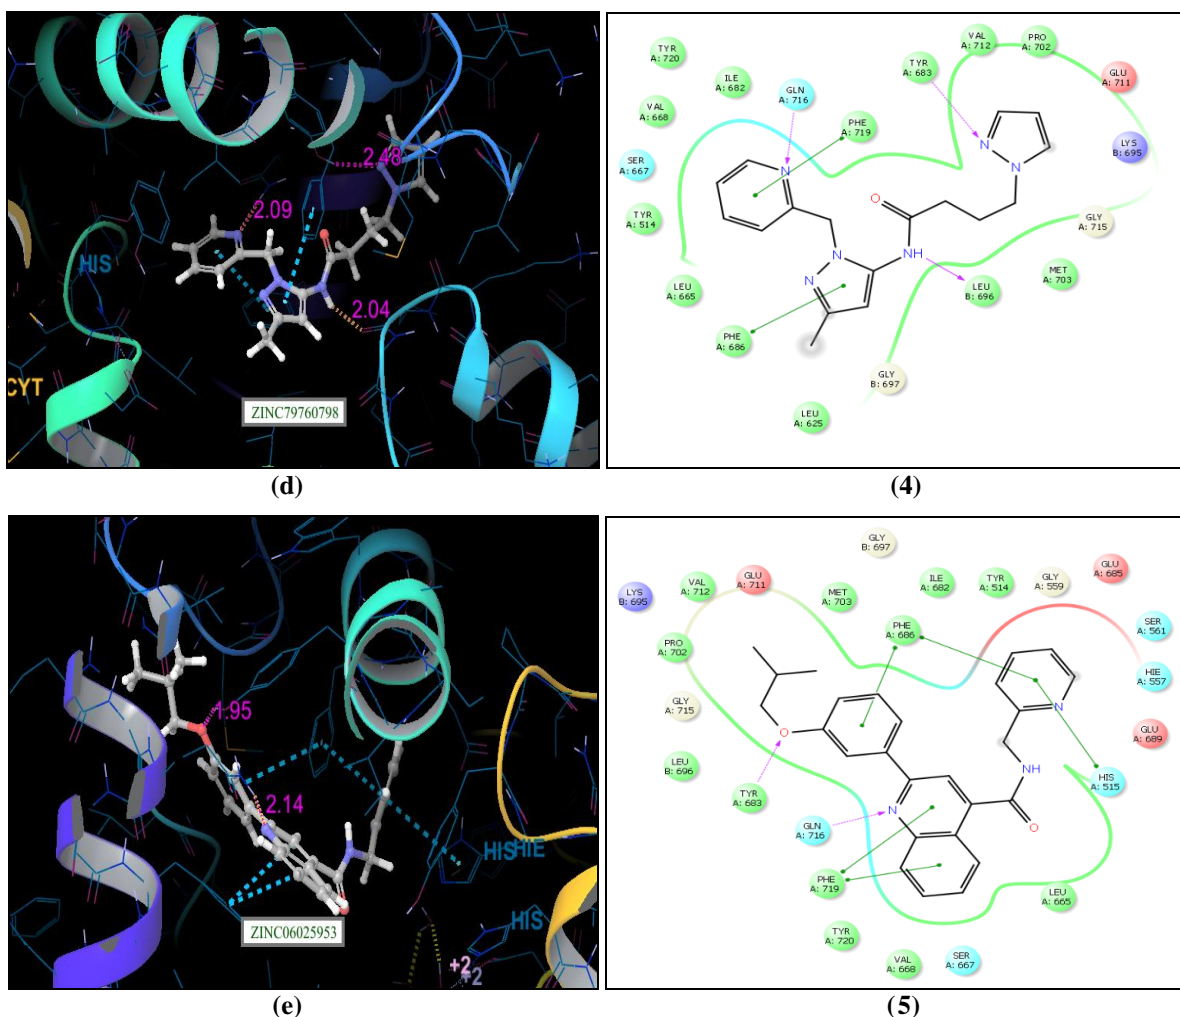 2.48
2.09
HIS
2.04
CYT
ZINC79760798
(d)
TYR
A: 720
ILE
A: 682
VAL
A: 668
SER
A: 667
TYR
A: 514
LEU
A: 665
PHE
A: 686
GLN
A: 716
PHE
A: 719
TYR
A: 683
VAL
A: 712
PRO
A: 702
GLU
A: 711
LYS
B: 695
GLY
A: 715
MET
A: 703
LEU
B: 696
GLY
B: 697
LEU
A: 625
N
N
N
N
N
O
NH
(4)
1.95
2.14
HIS
HIE
HIS
+2
+2
ZINC06025953
(e)
GLY
B: 697
LYS
B: 695
VAL
A: 712
GLU
A: 711
MET
A: 703
ILE
A: 682
TYR
A: 514
GLY
A: 559
GLU
A: 685
SER
A: 561
HIE
A: 557
GLU
A: 689
HIS
A: 515
PHE
A: 686
PRO
A: 702
GLY
A: 715
LEU
B: 696
TYR
A: 683
GLN
A: 716
PHE
A: 719
TYR
A: 720
VAL
A: 668
SER
A: 667
LEU
A: 665
O
N
N
NH
O
(5)